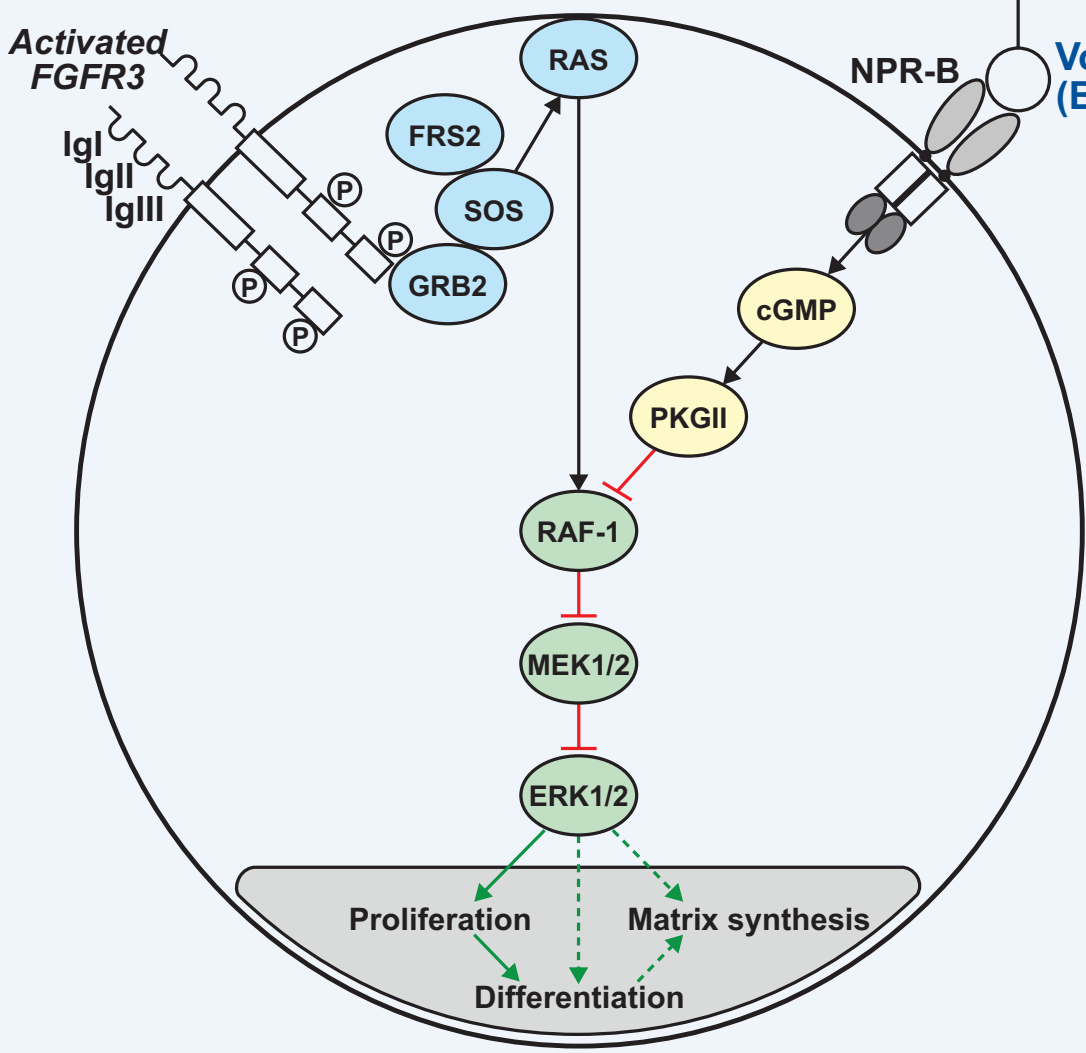 Activated
FGFR3
IgI
IgII
IgIII
P
P
P
P
FRS2
SOS
GRB2
RAS
NPR-B
cGMP
PKGII
RAF-1
MEK1/2
ERK1/2
Proliferation
Matrix synthesis
Differentiation